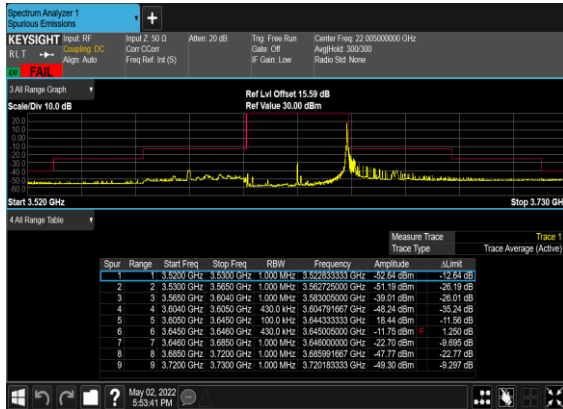 Spectrum Analyzer 1
Spurious Emissions
+
KEYSIGHT Input: RF Input Z: 50 Ω Atten: 20 dB Trig: Free Run Center Freq: 22.005000000 GHz
RLT Coupling: DC Corr CCorr Gate: Off Avg|Hold: 300/300
Align: Auto Freq Ref: Int (S) IF Gain: Low Radio Std: None
FAIL
3 All Range Graph
Ref Lvl Offset 15.59 dB
Scale/Div 10.0 dB Ref Value 30.00 dBm
20.0
10.0
0.00
-10.0
-20.0
-30.0
-40.0
-50.0
-60.0
Start 3.520 GHz Stop 3.730 GH
4 All Range Table
Measure Trace Trace 1
Trace Type Trace Average (Active)
Spur Range Start Freq Stop Freq RBW Frequency Amplitude ΔLimit
1 1 3.5200 GHz 3.5300 GHz 1.000 MHz 3.522833333 GHz -52.64 dBm -12.64 dB
2 2 3.5300 GHz 3.5650 GHz 1.000 MHz 3.562725000 GHz -51.19 dBm -26.19 dB
3 3 3.5650 GHz 3.6040 GHz 1.000 MHz 3.583005000 GHz -39.01 dBm -26.01 dB
4 4 3.6040 GHz 3.6050 GHz 430.0 kHz 3.604791667 GHz -48.24 dBm -35.24 dB
5 5 3.6050 GHz 3.6450 GHz 100.0 kHz 3.644333333 GHz 18.44 dBm -11.56 dB
6 6 3.6450 GHz 3.6460 GHz 430.0 kHz 3.645005000 GHz -11.75 dBm F 1.250 dB
7 7 3.6460 GHz 3.6850 GHz 1.000 MHz 3.646000000 GHz -22.70 dBm -9.695 dB
8 8 3.6850 GHz 3.7200 GHz 1.000 MHz 3.685991667 GHz -47.77 dBm -22.77 dB
9 9 3.7200 GHz 3.7300 GHz 1.000 MHz 3.720183333 GHz -49.30 dBm -9.297 dB
? May 02, 2022
5:53:41 PM